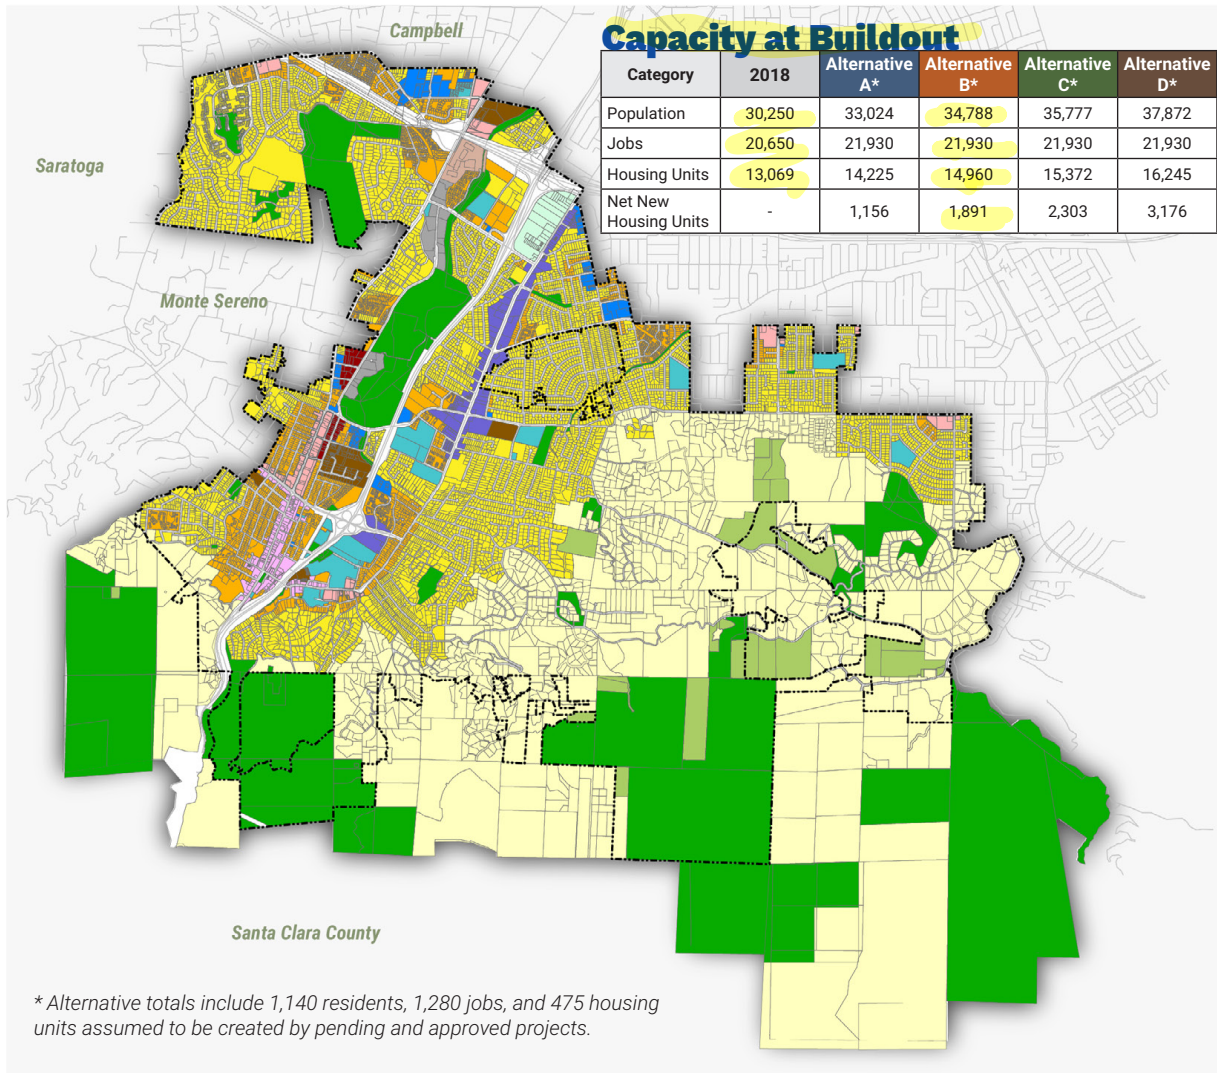 Campbell
Saratoga
Monte Sereno
Capacity at Buildout
Category 2018 Alternative A* Alternative B* Alternative C* Alternative D*
Population 30,250 33,024 34,788 35,777 37,872
Jobs 20,650 21,930 21,930 21,930 21,930
Housing Units 13,069 14,225 14,960 15,372 16,245
Net New Housing Units - 1,156 1,891 2,303 3,176
Santa Clara County
* Alternative totals include 1,140 residents, 1,280 jobs, and 475 housing
units assumed to be created by pending and approved projects.